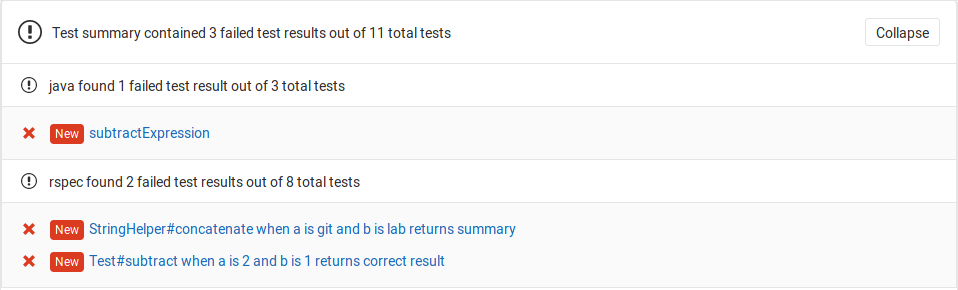 Test summary contained 3 failed test results out of 11 total tests Collapse
java found 1 failed test result out of 3 total tests
New subtractExpression
rspec found 2 failed test results out of 8 total tests
New StringHelper#concatenate when a is git and b is lab returns summary
New Test#subtract when a is 2 and b is 1 returns correct result